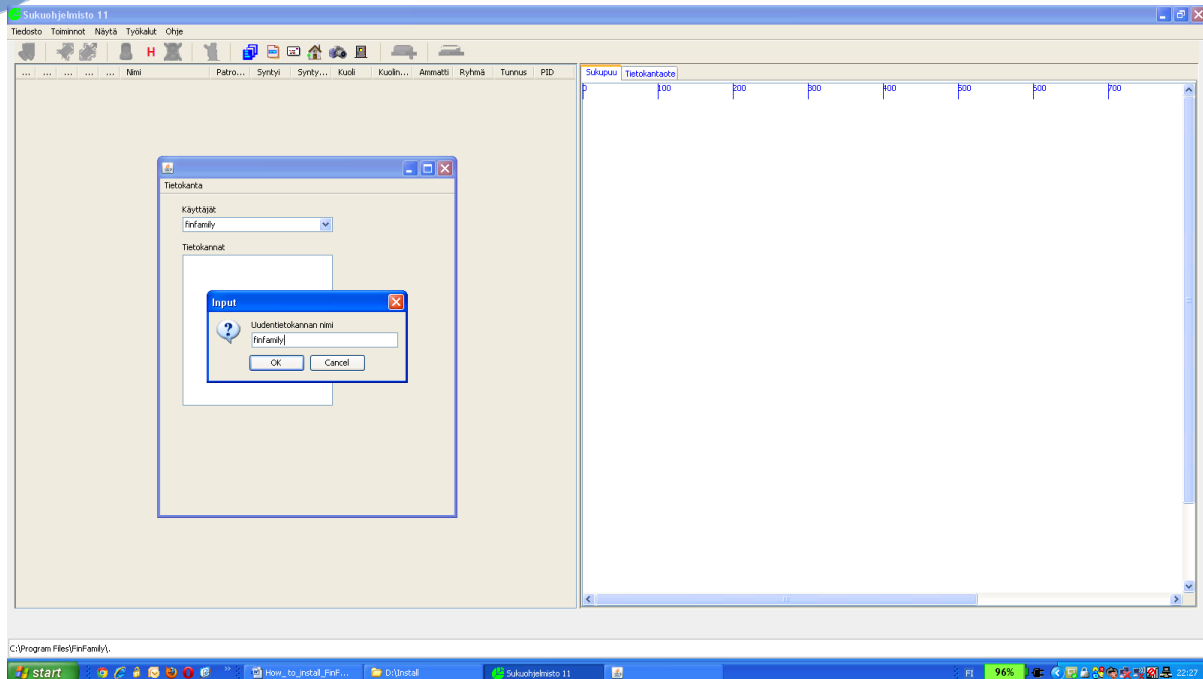 Sukuohjelmisto 11
Tiedosto Toiminnot Näytä Työkalut Ohje
H
... ... ... ... ... Nimi Patro... Syntyi Synty... Kuoli Kuolin... Ammatti Ryhmä Tunnus PID
Sukupuu Tietokantaote
0 100 200 300 400 500 600 700
Tietokanta
Käyttäjät
finfamily
Tietokannat
Input
Uudentietokannan nimi
finfamily
OK Cancel
C:\Program Files\FinFamily\.
start How_to_install_FinF... D:\Install Sukuohjelmisto 11 FI 96% 22:27